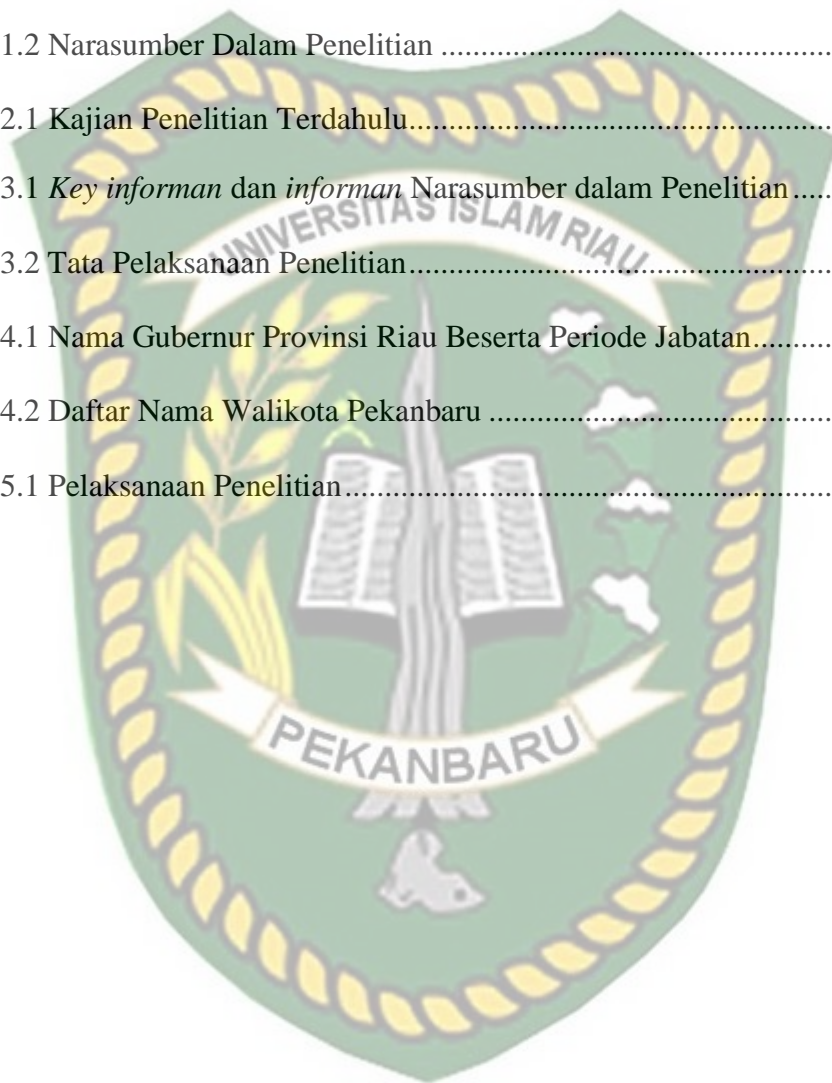 1.2 Narasumber Dalam Penelitian ........................................
2.1 Kajian Penelitian Terdahulu............................................
3.1 Key informan dan informan Narasumber dalam Penelitian .....
UNIVERSITAS ISLAM RIAU
3.2 Tata Pelaksanaan Penelitian............................................
4.1 Nama Gubernur Provinsi Riau Beserta Periode Jabatan..........
4.2 Daftar Nama Walikota Pekanbaru ....................................
5.1 Pelaksanaan Penelitian....................................................
PEKANBARU